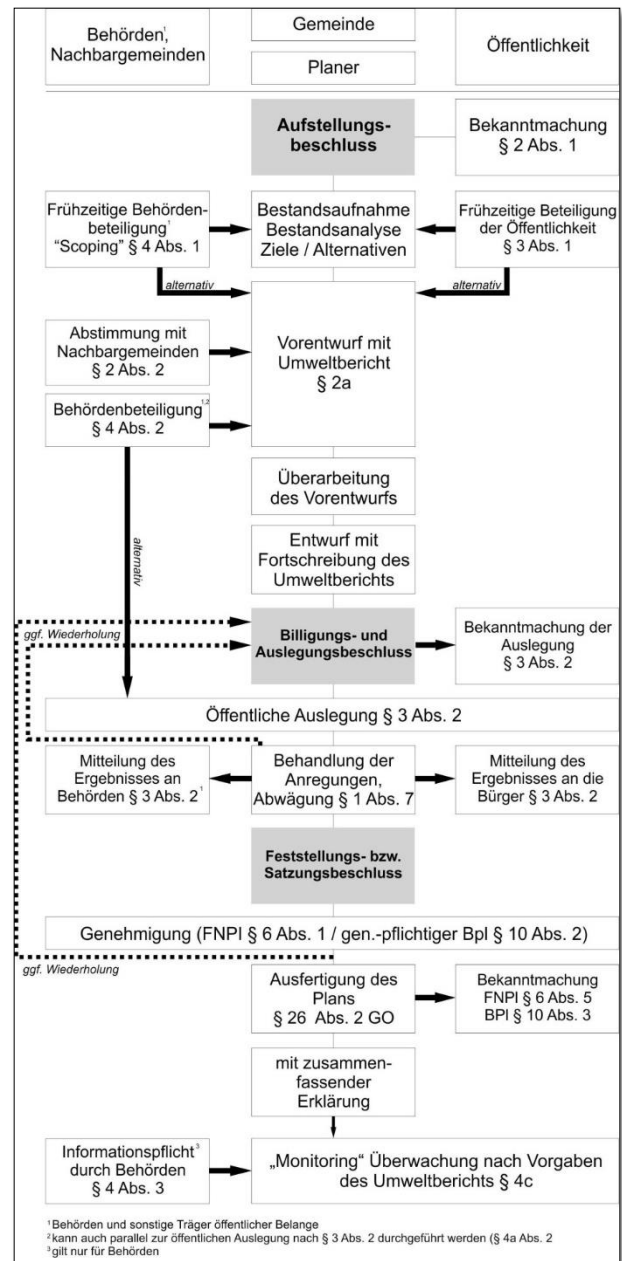 Behörden¹,
Nachbargemeinden
Gemeinde
Planer
Öffentlichkeit
Aufstellungs-
beschluss
Bekanntmachung
§ 2 Abs. 1
Frühzeitige Behörden-
beteiligung¹
"Scoping" § 4 Abs. 1
Bestandsaufnahme
Bestandsanalyse
Ziele / Alternativen
Frühzeitige Beteiligung
der Öffentlichkeit
§ 3 Abs. 1
alternativ
alternativ
Abstimmung mit
Nachbargemeinden
§ 2 Abs. 2
Vorentwurf mit
Umweltbericht
§ 2a
Behördenbeteiligung¹,²
§ 4 Abs. 2
Überarbeitung
des Vorentwurfs
alternativ
Entwurf mit
Fortschreibung des
Umweltberichts
ggf. Wiederholung
Billigungs- und
Auslegungsbeschluss
Bekanntmachung der
Auslegung
§ 3 Abs. 2
Öffentliche Auslegung § 3 Abs. 2
Mitteilung des
Ergebnisses an
Behörden § 3 Abs. 2¹
Behandlung der
Anregungen,
Abwägung § 1 Abs. 7
Mitteilung des
Ergebnisses an die
Bürger § 3 Abs. 2
Feststellungs- bzw.
Satzungsbeschluss
Genehmigung (FNPl § 6 Abs. 1 / gen.-pflichtiger Bpl § 10 Abs. 2)
ggf. Wiederholung
Ausfertigung des
Plans
§ 26 Abs. 2 GO
Bekanntmachung
FNPl § 6 Abs. 5
BPl § 10 Abs. 3
mit zusammen-
fassender
Erklärung
Informationspflicht³
durch Behörden
§ 4 Abs. 3
„Monitoring" Überwachung nach Vorgaben
des Umweltberichts § 4c
¹ Behörden und sonstige Träger öffentlicher Belange
² kann auch parallel zur öffentlichen Auslegung nach § 3 Abs. 2 durchgeführt werden (§ 4a Abs. 2
³ gilt nur für Behörden